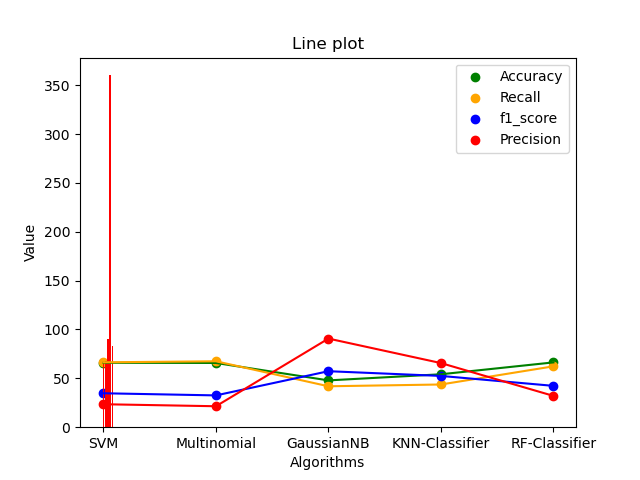 Line plot
Accuracy
Recall
f1_score
Precision
350
300
250
200
150
100
50
0
Value
SVM Multinomial GaussianNB KNN-Classifier RF-Classifier
Algorithms